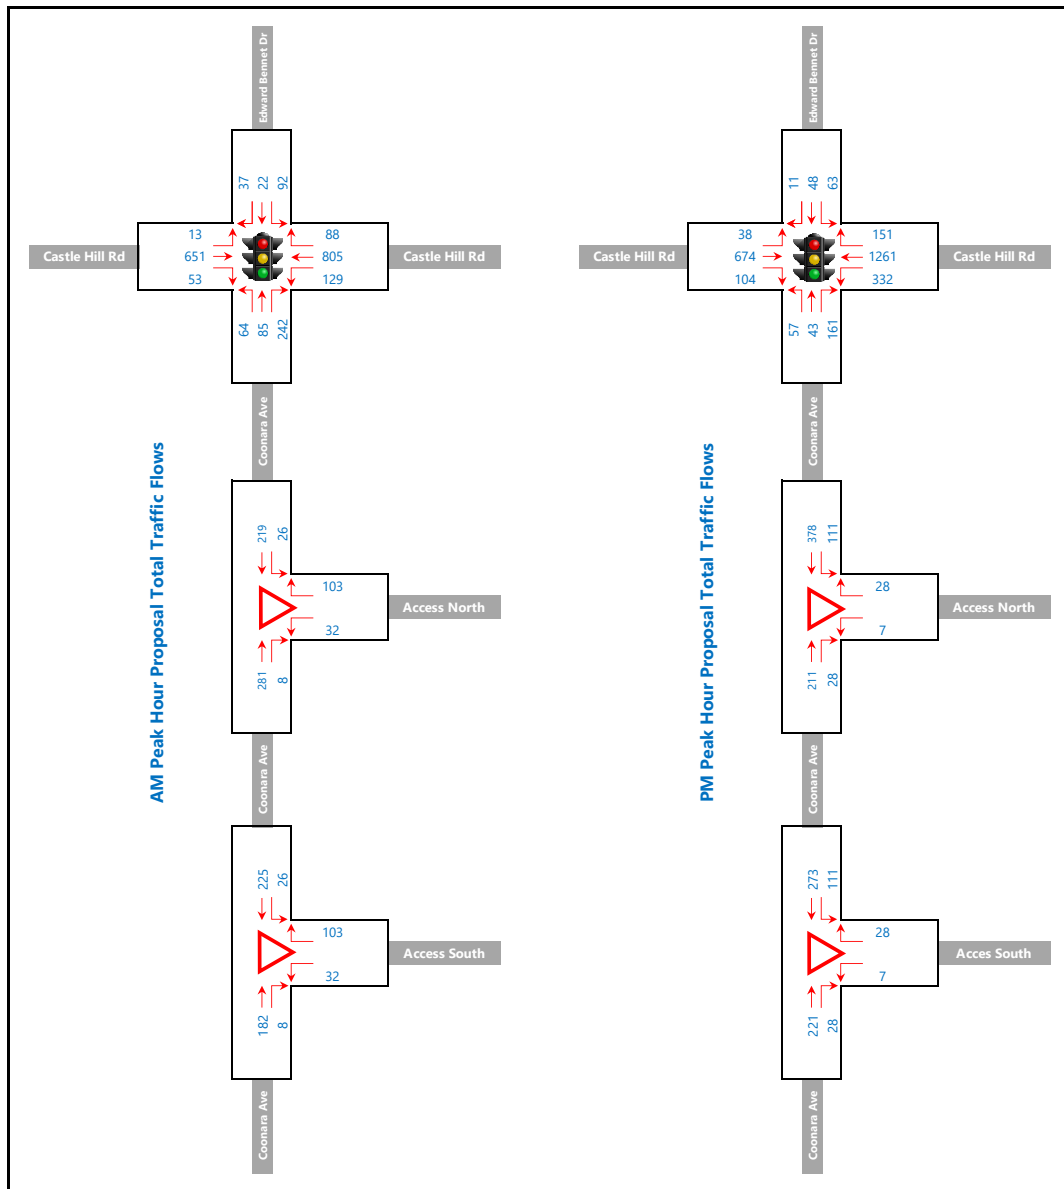 Edward Bennet Dr
37 22 92
13
651
53
88
805
129
Castle Hill Rd
Castle Hill Rd
64 85 242
Coonara Ave
AM Peak Hour Proposal Total Traffic Flows
219 26
103
32
Access North
281 8
Coonara Ave
225 26
103
32
Access South
182 8
Coonara Ave
Edward Bennet Dr
11 48 63
38
674
104
151
1261
332
Castle Hill Rd
Castle Hill Rd
57 43 161
Coonara Ave
PM Peak Hour Proposal Total Traffic Flows
378 111
28
7
Access North
211 28
Coonara Ave
273 111
28
7
Acces South
221 28
Coonara Ave